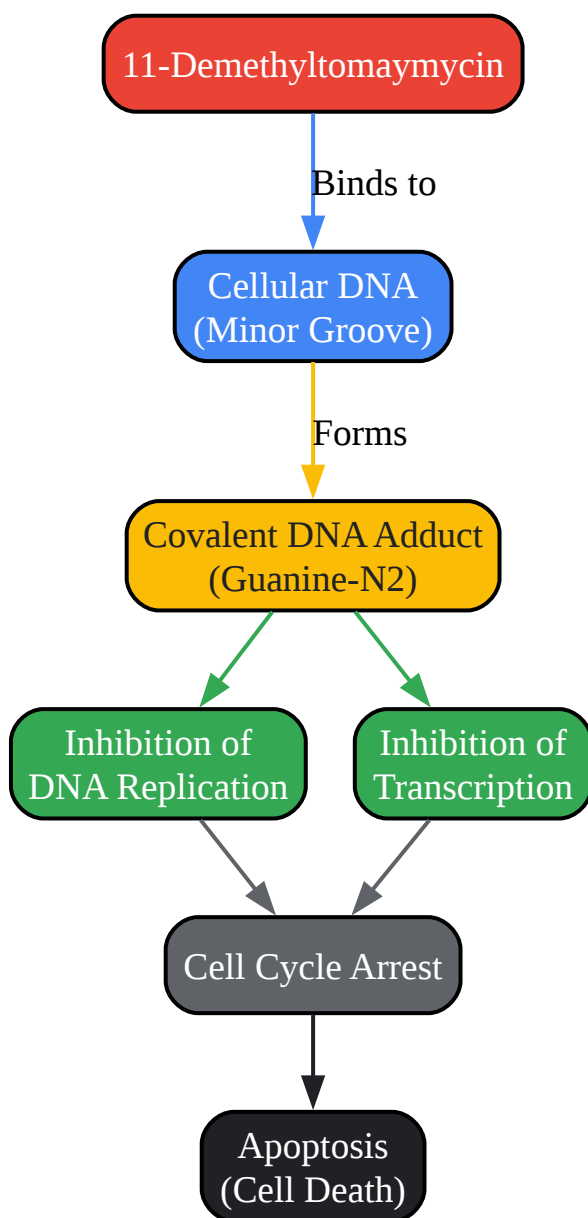 11-Demethyltomaymycin
Binds to
Cellular DNA
(Minor Groove)
Forms
Covalent DNA Adduct
(Guanine-N2)
Inhibition of
DNA Replication
Inhibition of
Transcription
Cell Cycle Arrest
Apoptosis
(Cell Death)